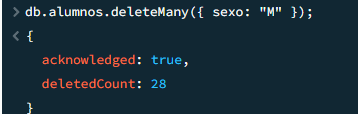 > db.alumnos.deleteMany({ sexo: "M" });
< {
acknowledged: true,
deletedCount: 28
}